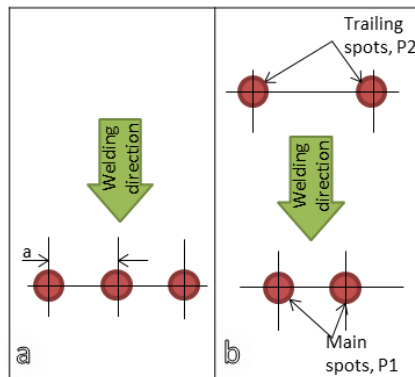 a
Welding
direction
a
Trailing
spots, P2
Welding
direction
Main
spots, P1
b